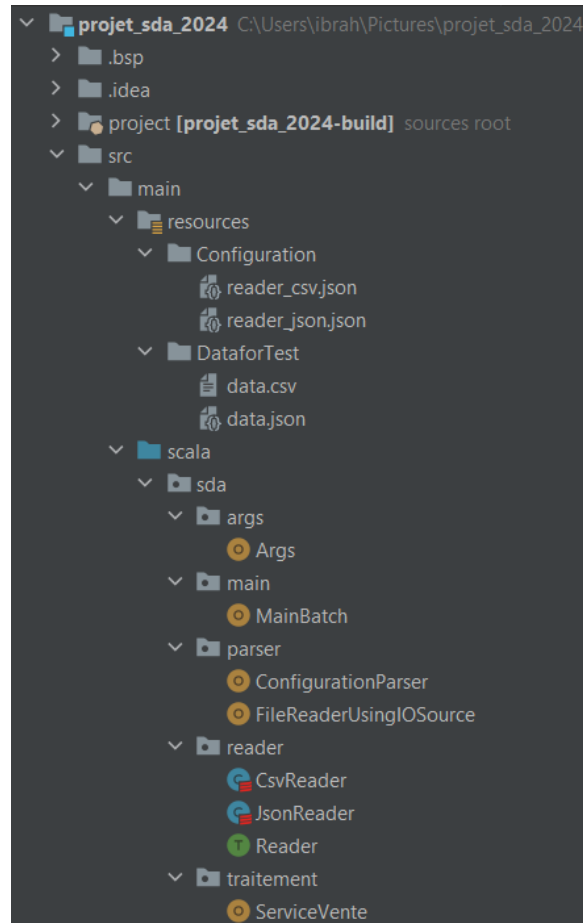 projet_sda_2024 C:\Users\ibrah\Pictures\projet_sda_2024
.bsp
.idea
project [projet_sda_2024-build] sources root
src
main
resources
Configuration
reader_csv.json
reader_json.json
DataforTest
data.csv
data.json
scala
sda
args
Args
main
MainBatch
parser
ConfigurationParser
FileReaderUsingIOSource
reader
CsvReader
JsonReader
Reader
traitement
ServiceVente